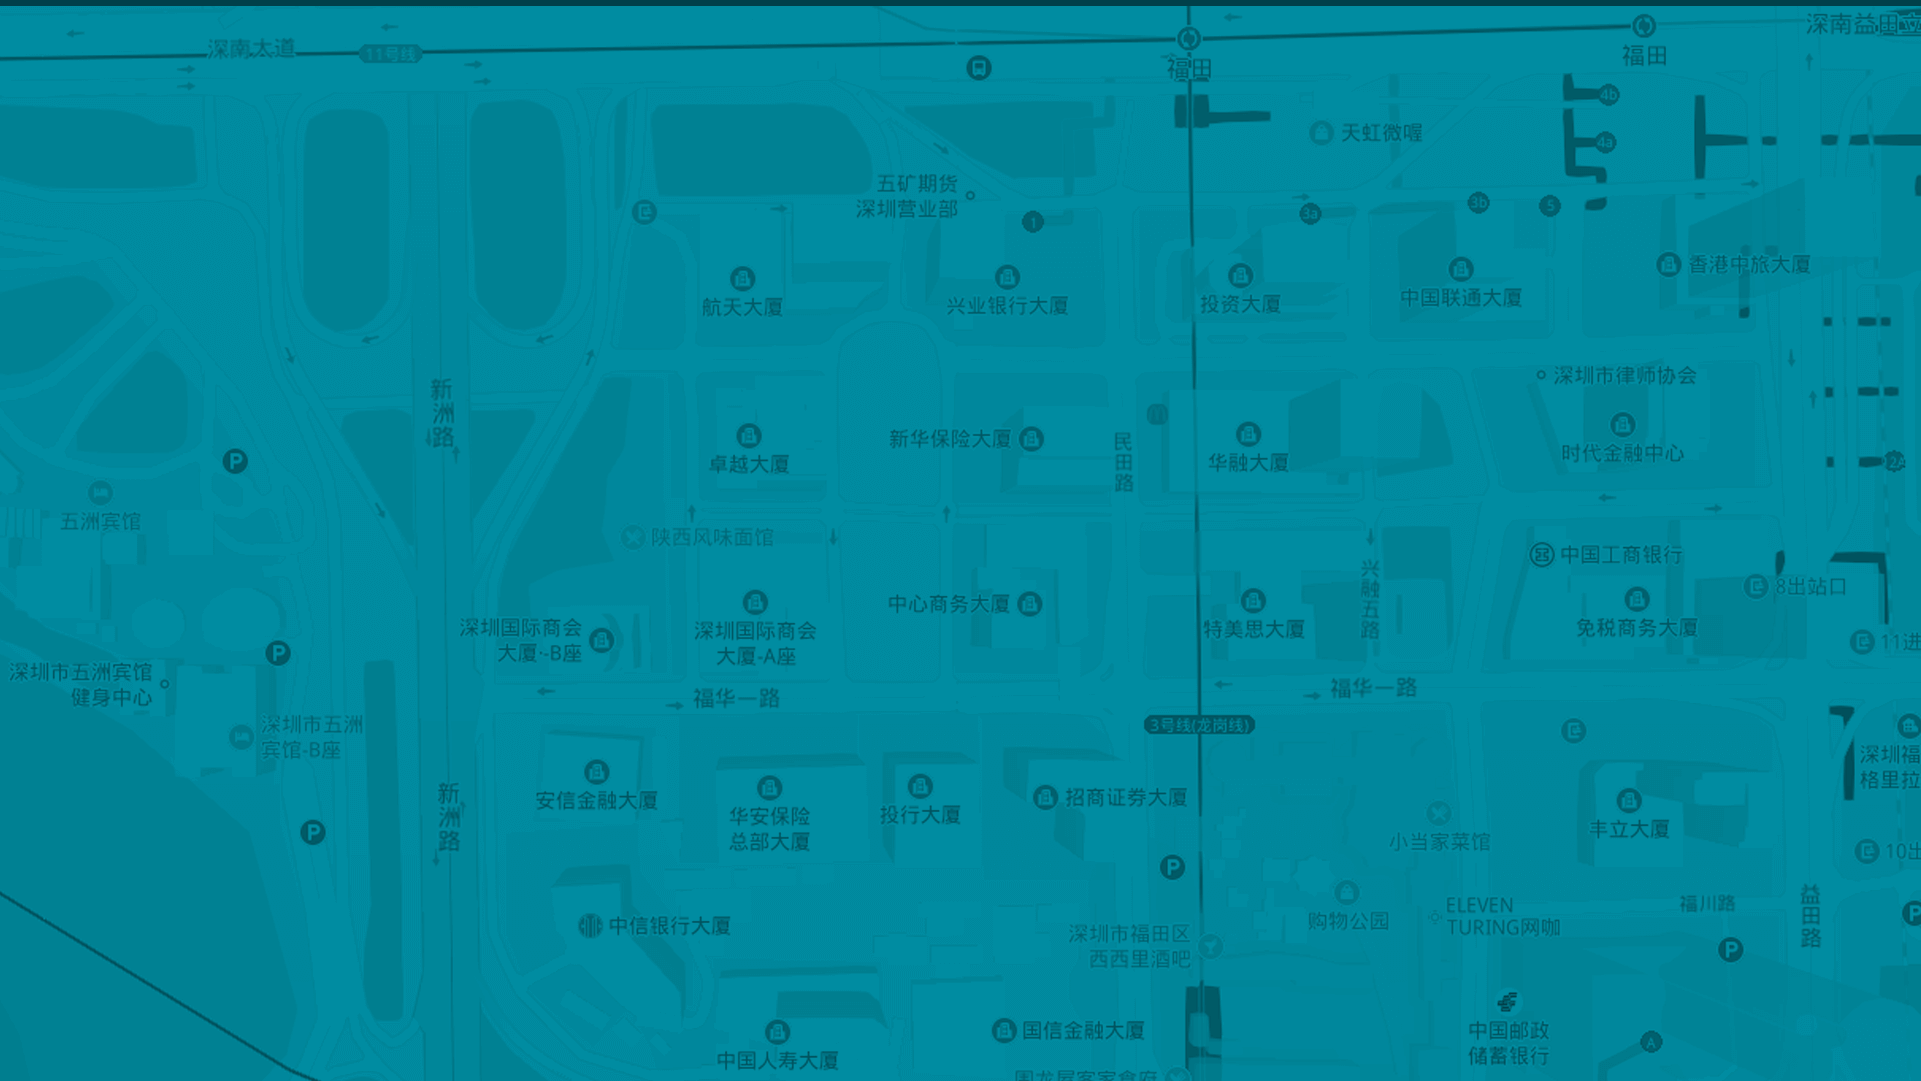 深南大道
11号线
福田
福田
深南益田立
天虹微喔
4b
4a
五矿期货
深圳营业部
1
3a
3b
5
航天大厦
兴业银行大厦
投资大厦
中国联通大厦
香港中旅大厦
新洲路
深圳市律师协会
卓越大厦
新华保险大厦
民田路
华融大厦
时代金融中心
P
2A
五洲宾馆
陕西风味面馆
中国工商银行
兴融五路
8出站口
深圳国际商会
大厦-B座
深圳国际商会
大厦-A座
中心商务大厦
特美思大厦
免税商务大厦
11进
P
深圳市五洲宾馆
健身中心
福华一路
福华一路
深圳市五洲
宾馆-B座
3号线(龙岗线)
深圳福
格里拉
新洲路
安信金融大厦
华安保险
总部大厦
投行大厦
招商证券大厦
小当家菜馆
丰立大厦
P
10出
P
购物公园
ELEVEN
TURING网咖
福川路
益田路
P
中信银行大厦
深圳市福田区
西西里酒吧
P
中国人寿大厦
国信金融大厦
中国邮政
储蓄银行
A